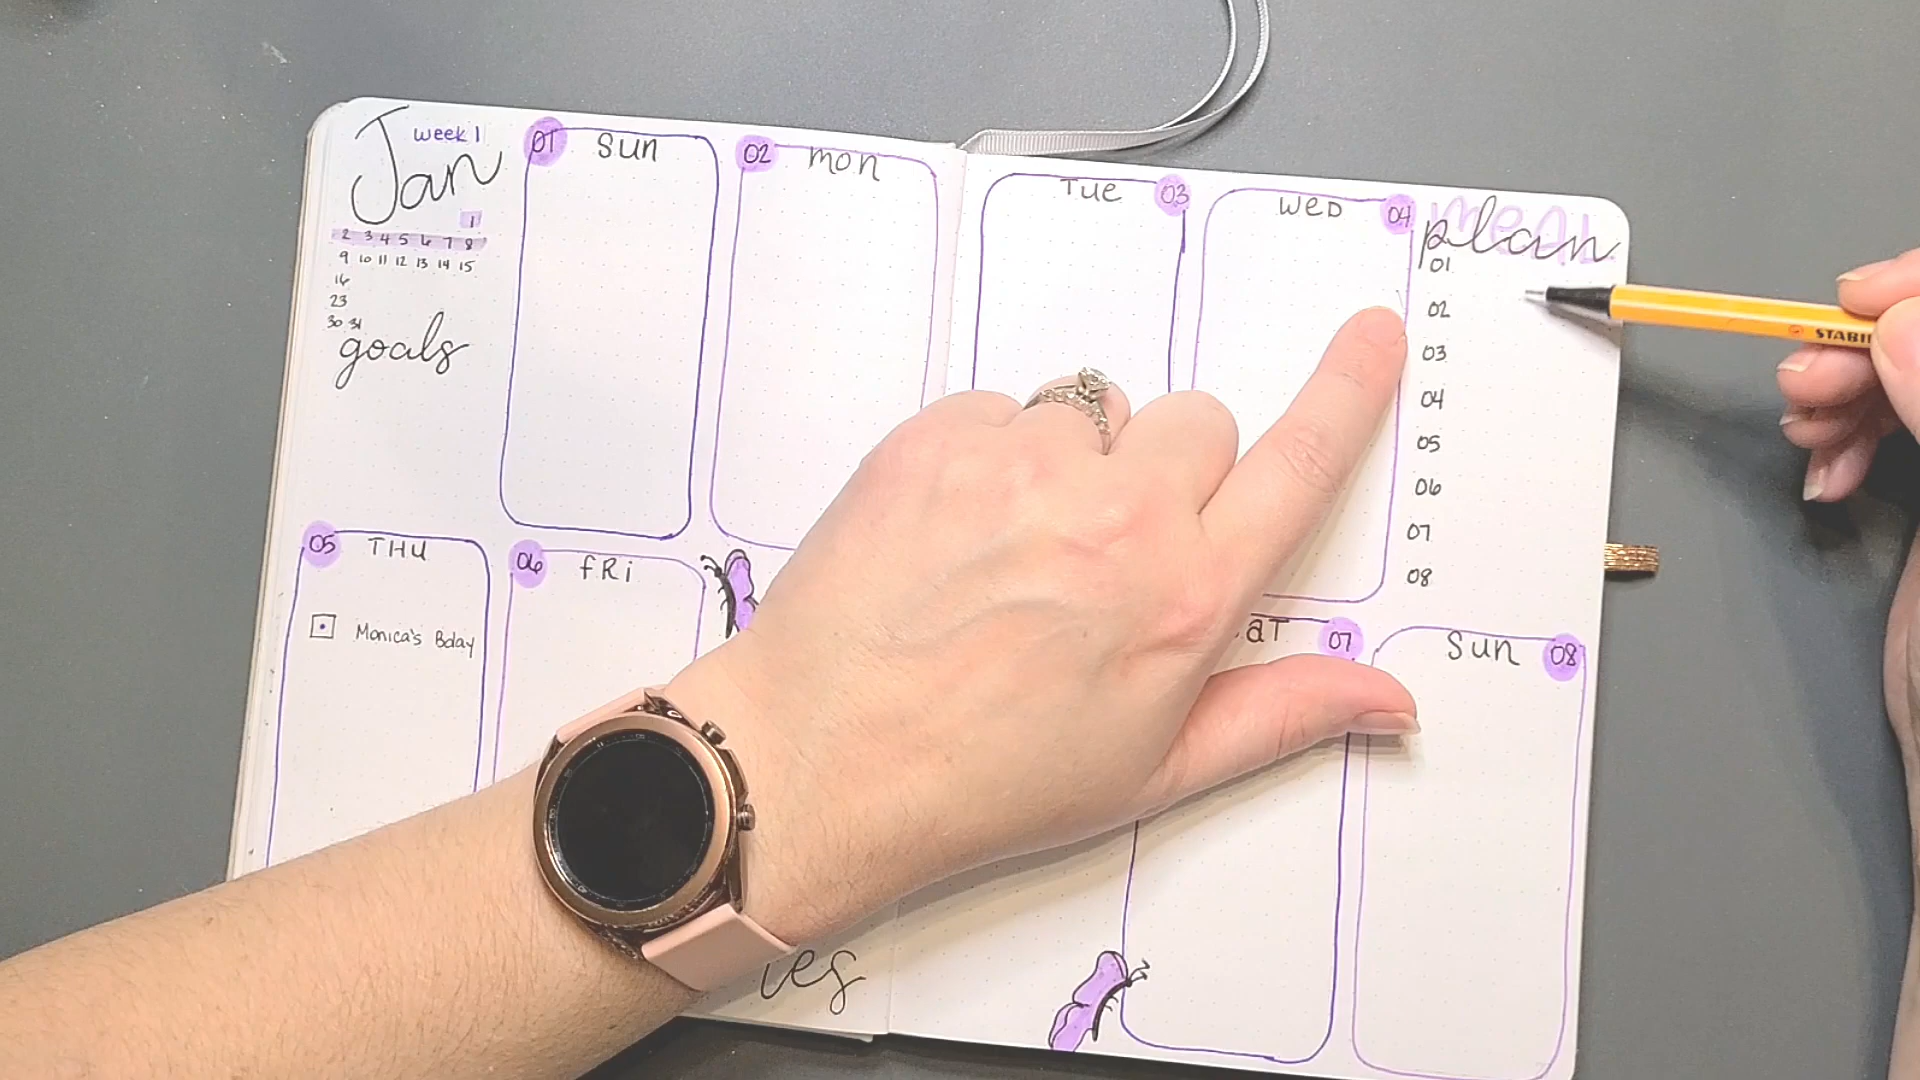 Jan
week 1
1
2 3 4 5 6 7 8
9 10 11 12 13 14 15
16
23
30 31
goals
01 Sun
02 mon
Tue 03
WED 04
meal
plan
01
02
03
04
05
06
07
08
05 THU
Monica's Bday
06 fRi
aT 07
Sun 08
ies
STABI